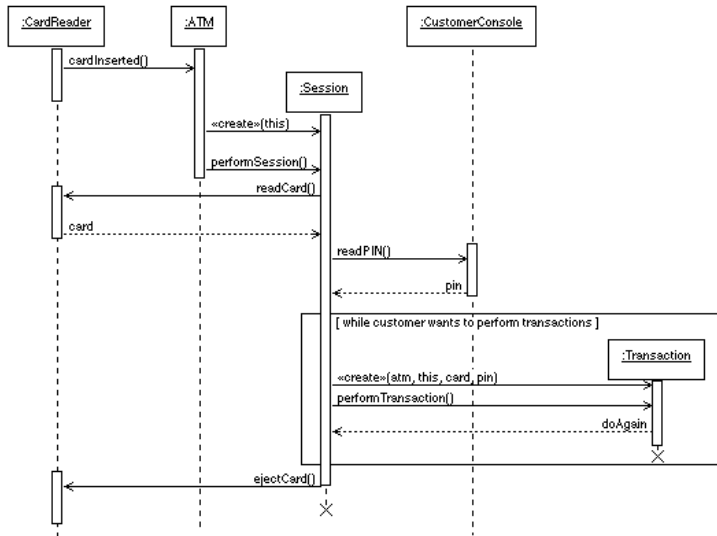 :CardReader
:ATM
:CustomerConsole
cardInserted()
:Session
«create»(this)
performSession()
readCard()
card
readPIN()
pin
[ while customer wants to perform transactions ]
:Transaction
«create»(atm, this, card, pin)
performTransaction()
doAgain
ejectCard()